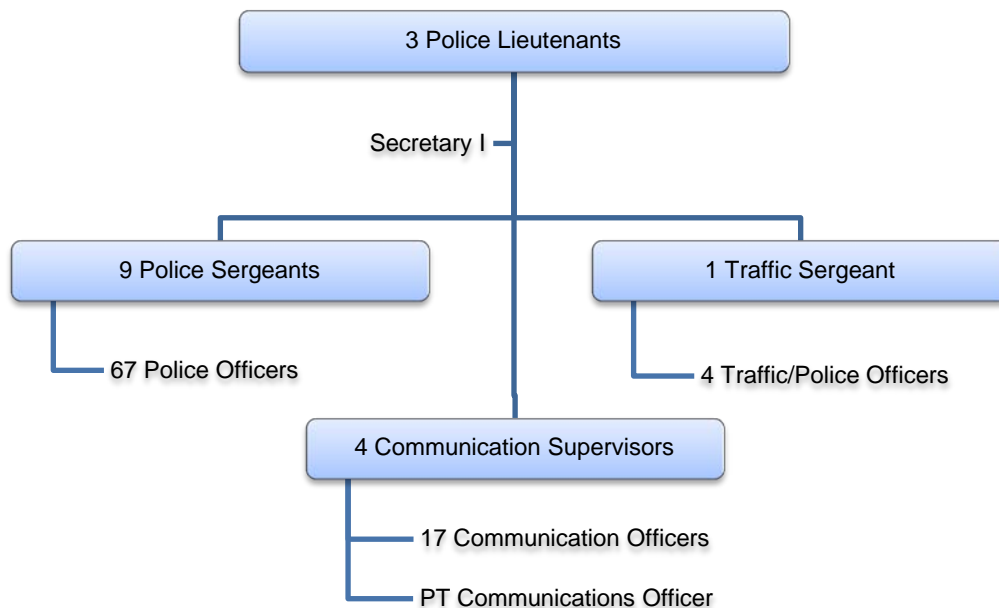 3 Police Lieutenants
Secretary I
9 Police Sergeants
1 Traffic Sergeant
67 Police Officers
4 Traffic/Police Officers
4 Communication Supervisors
17 Communication Officers
PT Communications Officer